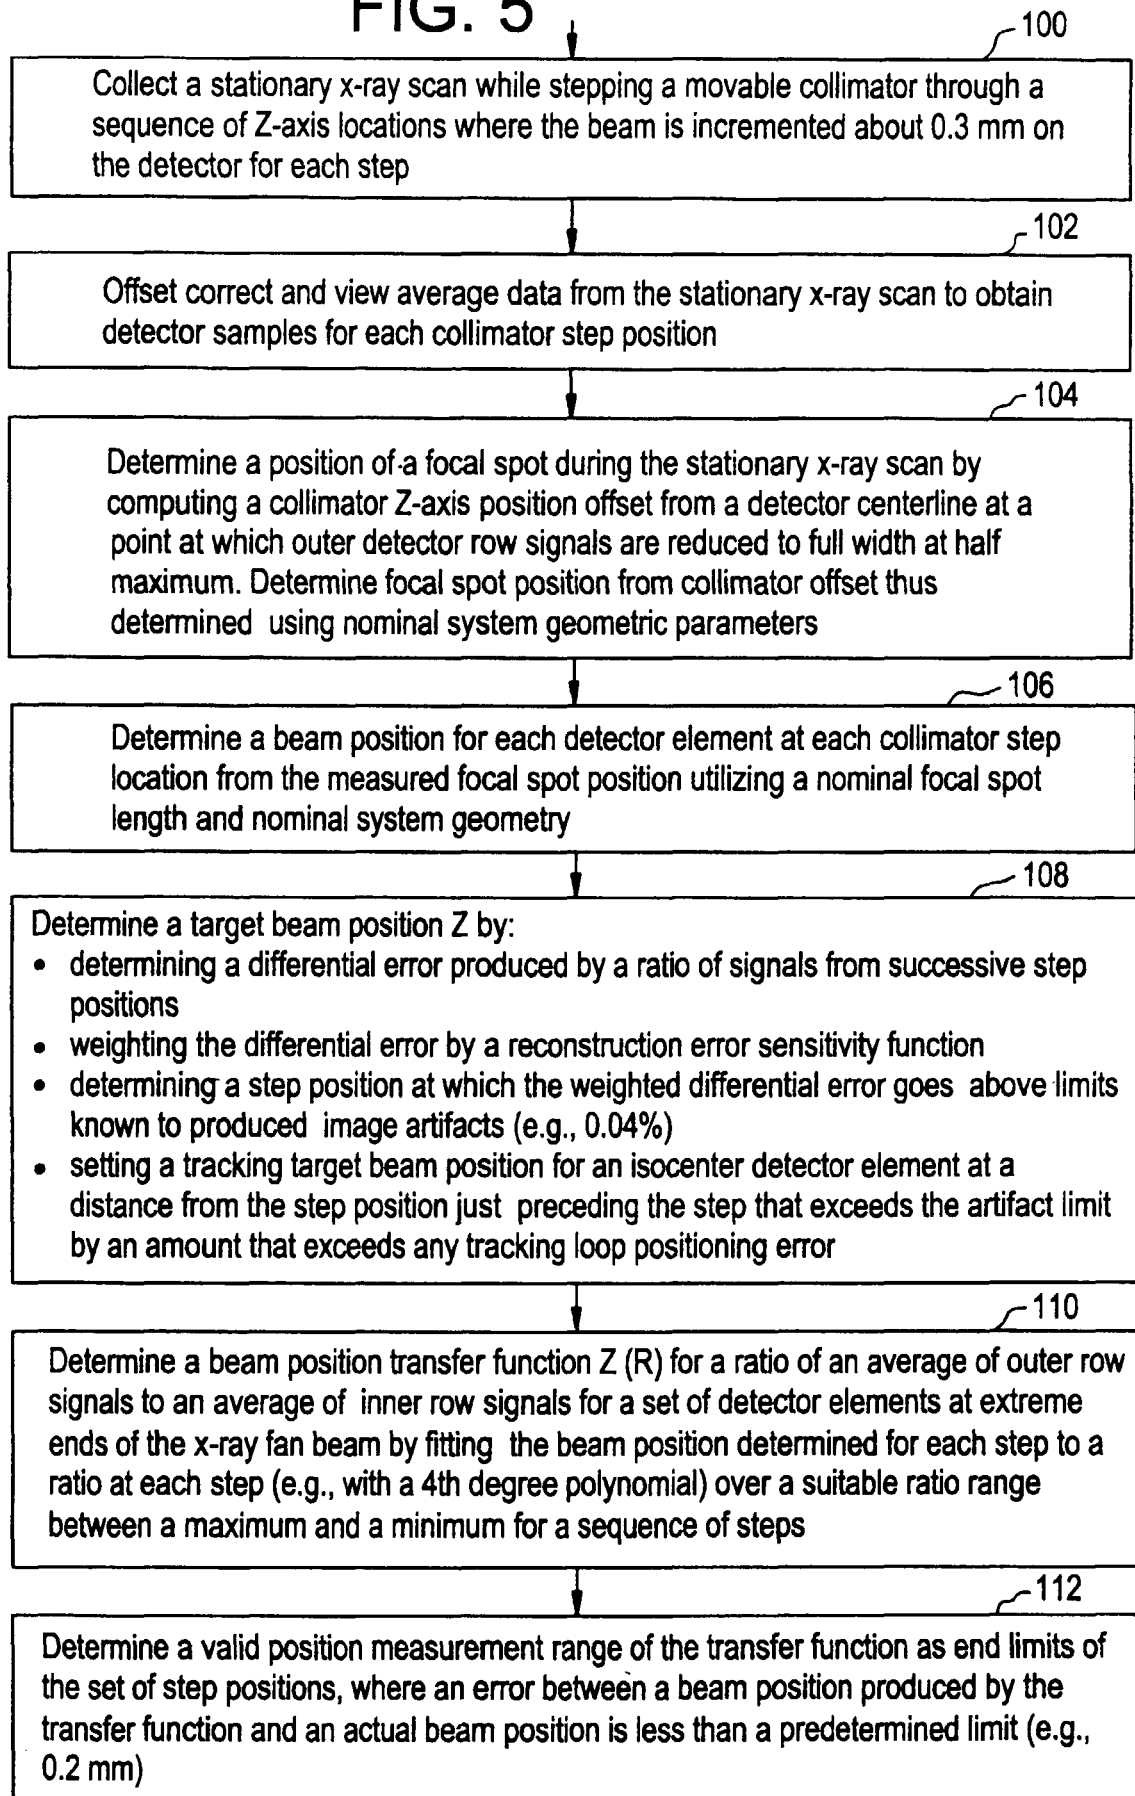 FIG. 5
100
Collect a stationary x-ray scan while stepping a movable collimator through a
sequence of Z-axis locations where the beam is incremented about 0.3 mm on
the detector for each step
102
Offset correct and view average data from the stationary x-ray scan to obtain
detector samples for each collimator step position
104
Determine a position of a focal spot during the stationary x-ray scan by
computing a collimator Z-axis position offset from a detector centerline at a
point at which outer detector row signals are reduced to full width at half
maximum. Determine focal spot position from collimator offset thus
determined using nominal system geometric parameters
106
Determine a beam position for each detector element at each collimator step
location from the measured focal spot position utilizing a nominal focal spot
length and nominal system geometry
108
Determine a target beam position Z by:
• determining a differential error produced by a ratio of signals from successive step
positions
• weighting the differential error by a reconstruction error sensitivity function
• determining a step position at which the weighted differential error goes above limits
known to produced image artifacts (e.g., 0.04%)
• setting a tracking target beam position for an isocenter detector element at a
distance from the step position just preceding the step that exceeds the artifact limit
by an amount that exceeds any tracking loop positioning error
110
Determine a beam position transfer function Z (R) for a ratio of an average of outer row
signals to an average of inner row signals for a set of detector elements at extreme
ends of the x-ray fan beam by fitting the beam position determined for each step to a
ratio at each step (e.g., with a 4th degree polynomial) over a suitable ratio range
between a maximum and a minimum for a sequence of steps
112
Determine a valid position measurement range of the transfer function as end limits of
the set of step positions, where an error between a beam position produced by the
transfer function and an actual beam position is less than a predetermined limit (e.g.,
0.2 mm)